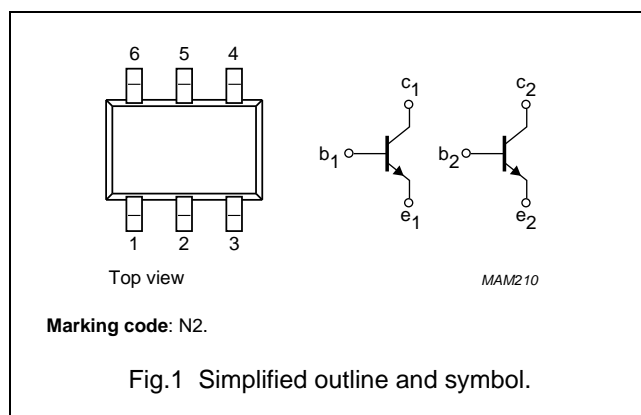 6 5 4
c1 c2
b1 b2
e1 e2
1 2 3
Top view
MAM210
Marking code: N2.
Fig.1 Simplified outline and symbol.